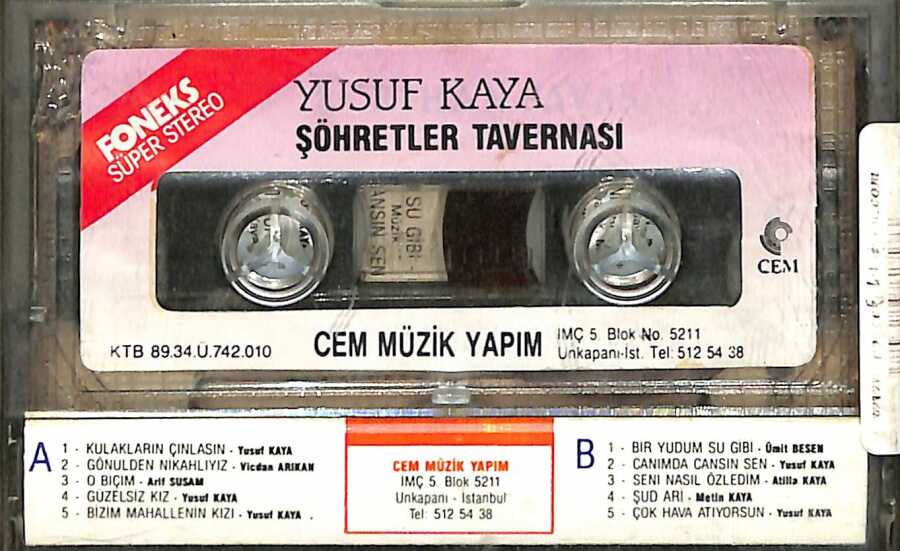 FONEKS
SÜPER STEREO
YUSUF KAYA
ŞÖHRETLER TAVERNASI
SU GIBI -
Müzik
ANSIN SEN
CEM
KTB 89.34.Ü.742.010
CEM MÜZİK YAPIM
IMÇ 5. Blok No. 5211
Unkapanı-İst. Tel: 512 54 38
A
1 - KULAKLARIN ÇINLASIN - Yusuf KAYA
2 - GÖNÜLDEN NIKAHLIYIZ - Vicdan ARIKAN
3 - O BIÇIM - Arif SUSAM
4 - GÜZELSIZ KIZ - Yusuf KAYA
5 - BIZIM MAHALLENIN KIZI - Yusuf KAYA .
CEM MÜZİK YAPIM
IMÇ 5. Blok 5211
Unkapanı - Istanbul
Tel: 512 54 38
B
1 - BIR YUDUM SU GIBI - Ümit BESEN
2 - CANIMDA CANSIN SEN - Yusuf KAYA
3 - SENI NASIL ÖZLEDIM - Atilla KAYA
4 - ŞUD ARI - Metin KAYA
5 - ÇOK HAVA ATIYORSUN - Yusuf KAYA